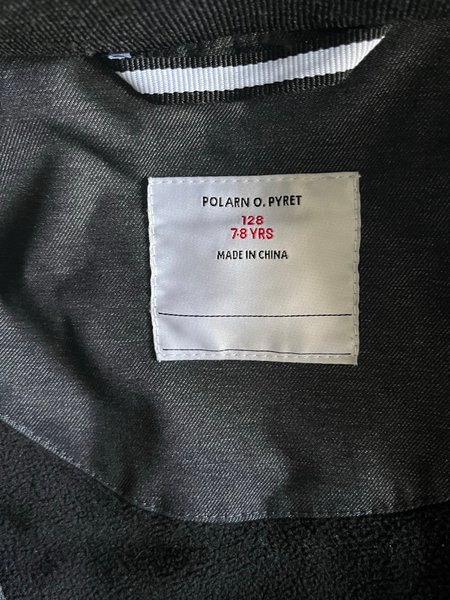 POLARN O. PYRET
128
7-8 YRS
MADE IN CHINA